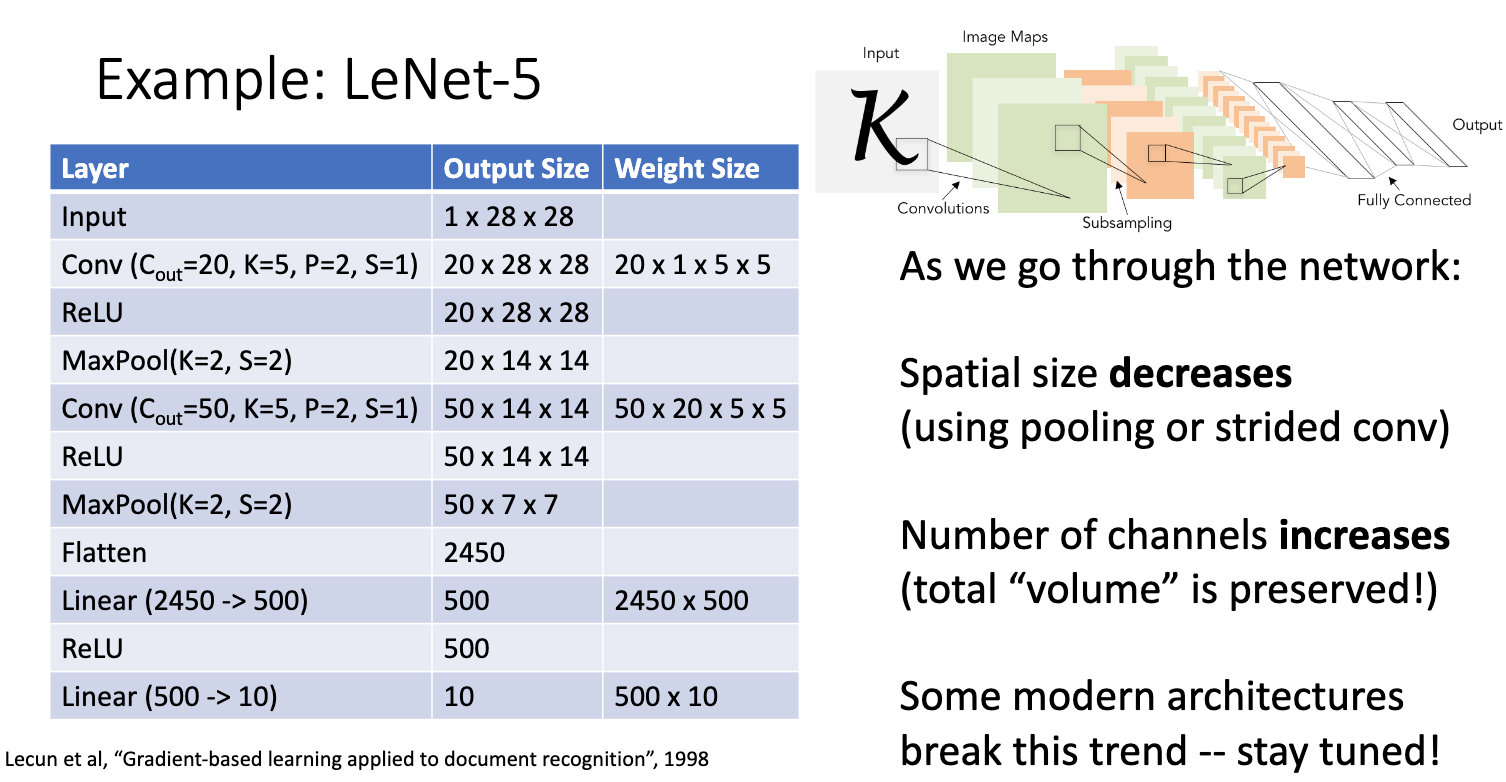 Example: LeNet-5
Layer Output Size Weight Size
Input 1 x 28 x 28
Conv (Cout=20, K=5, P=2, S=1) 20 x 28 x 28 20 x 1 x 5 x 5
ReLU 20 x 28 x 28
MaxPool(K=2, S=2) 20 x 14 x 14
Conv (Cout=50, K=5, P=2, S=1) 50 x 14 x 14 50 x 20 x 5 x 5
ReLU 50 x 14 x 14
MaxPool(K=2, S=2) 50 x 7 x 7
Flatten 2450
Linear (2450 -> 500) 500 2450 x 500
ReLU 500
Linear (500 -> 10) 10 500 x 10
Lecun et al, “Gradient-based learning applied to document recognition”, 1998
Input
Image Maps
K
Output
Convolutions
Subsampling
Fully Connected
As we go through the network:
Spatial size decreases
(using pooling or strided conv)
Number of channels increases
(total “volume” is preserved!)
Some modern architectures
break this trend -- stay tuned!